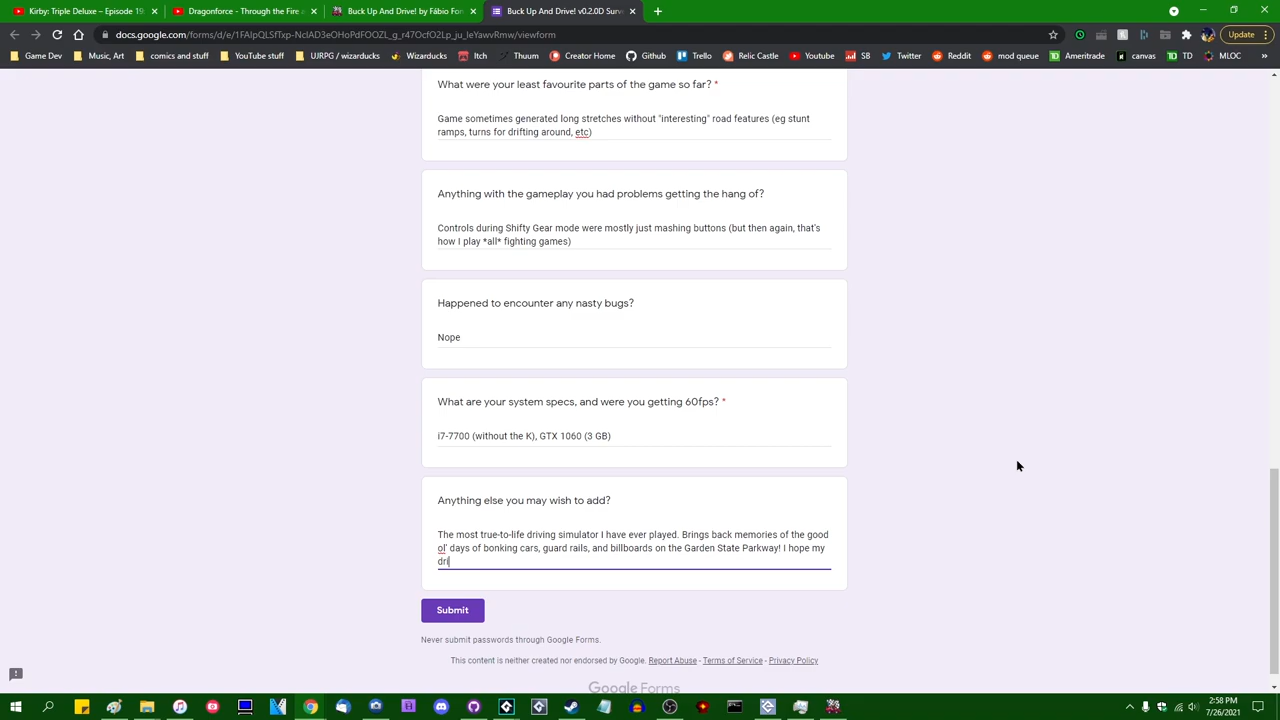 Kirby: Triple Deluxe – Episode 19:
Dragonforce - Through the Fire a
Buck Up And Drive! by Fábio Fon
Buck Up And Drive! v0.2.0D Surv
docs.google.com/forms/d/e/1FAIpQLSfTxp-NcIAD3eOHoPdFOOZL_g_r47OcfO2Lp_ju_leYawvRmw/viewform
Update
Game Dev
Music, Art
comics and stuff
YouTube stuff
UJRPG / wizarducks
Wizarducks
Itch
Thuum
Creator Home
Github
Trello
Relic Castle
Youtube
SB
Twitter
Reddit
mod queue
Ameritrade
canvas
TD
MLOC
What were your least favourite parts of the game so far? *
Game sometimes generated long stretches without "interesting" road features (eg stunt
ramps, turns for drifting around, etc)
Anything with the gameplay you had problems getting the hang of?
Controls during Shifty Gear mode were mostly just mashing buttons (but then again, that's
how I play *all* fighting games)
Happened to encounter any nasty bugs?
Nope
What are your system specs, and were you getting 60fps? *
i7-7700 (without the K), GTX 1060 (3 GB)
Anything else you may wish to add?
The most true-to-life driving simulator I have ever played. Brings back memories of the good
ol' days of bonking cars, guard rails, and billboards on the Garden State Parkway! I hope my
dri
Submit
Never submit passwords through Google Forms.
This content is neither created nor endorsed by Google. Report Abuse - Terms of Service - Privacy Policy
Google Forms
2:58 PM
7/26/2021